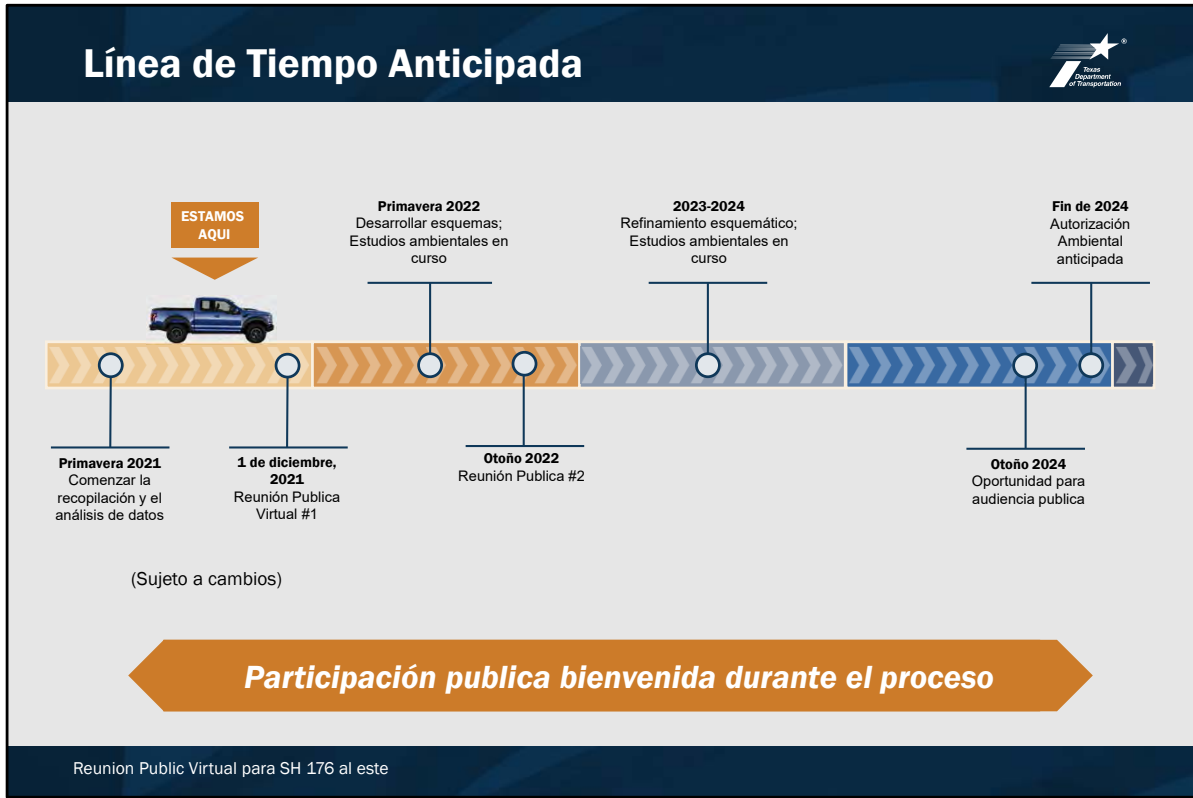 Línea de Tiempo Anticipada
Texas
Department
of Transportation
®
ESTAMOS
AQUI
Primavera 2022
Desarrollar esquemas;
Estudios ambientales en
curso
2023-2024
Refinamiento esquemático;
Estudios ambientales en
curso
Fin de 2024
Autorización
Ambiental
anticipada
Primavera 2021
Comenzar la
recopilación y el
análisis de datos
1 de diciembre,
2021
Reunión Publica
Virtual #1
Otoño 2022
Reunión Publica #2
Otoño 2024
Oportunidad para
audiencia publica
(Sujeto a cambios)
Participación publica bienvenida durante el proceso
Reunion Public Virtual para SH 176 al este